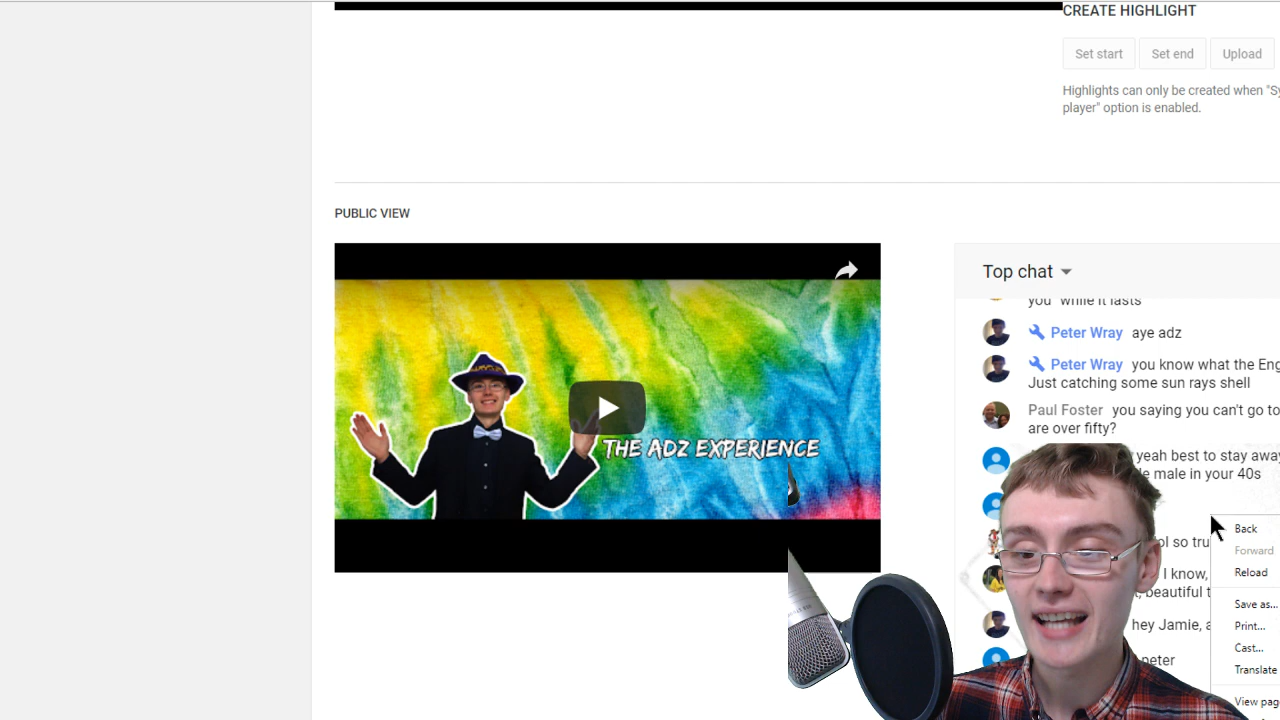 CREATE HIGHLIGHT
Set start Set end Upload
Highlights can only be created when "Sy
player" option is enabled.
PUBLIC VIEW
THE ADZ EXPERIENCE
Top chat
you "while it lasts
Peter Wray aye adz
Peter Wray you know what the Eng
Just catching some sun rays shell
Paul Foster you saying you can't go to
are over fifty?
yeah best to stay away
male in your 40s
so tru
I know,
beautiful
hey Jamie,
peter
Back
Forward
Reload
Save as...
Print...
Cast...
Translate
View pag